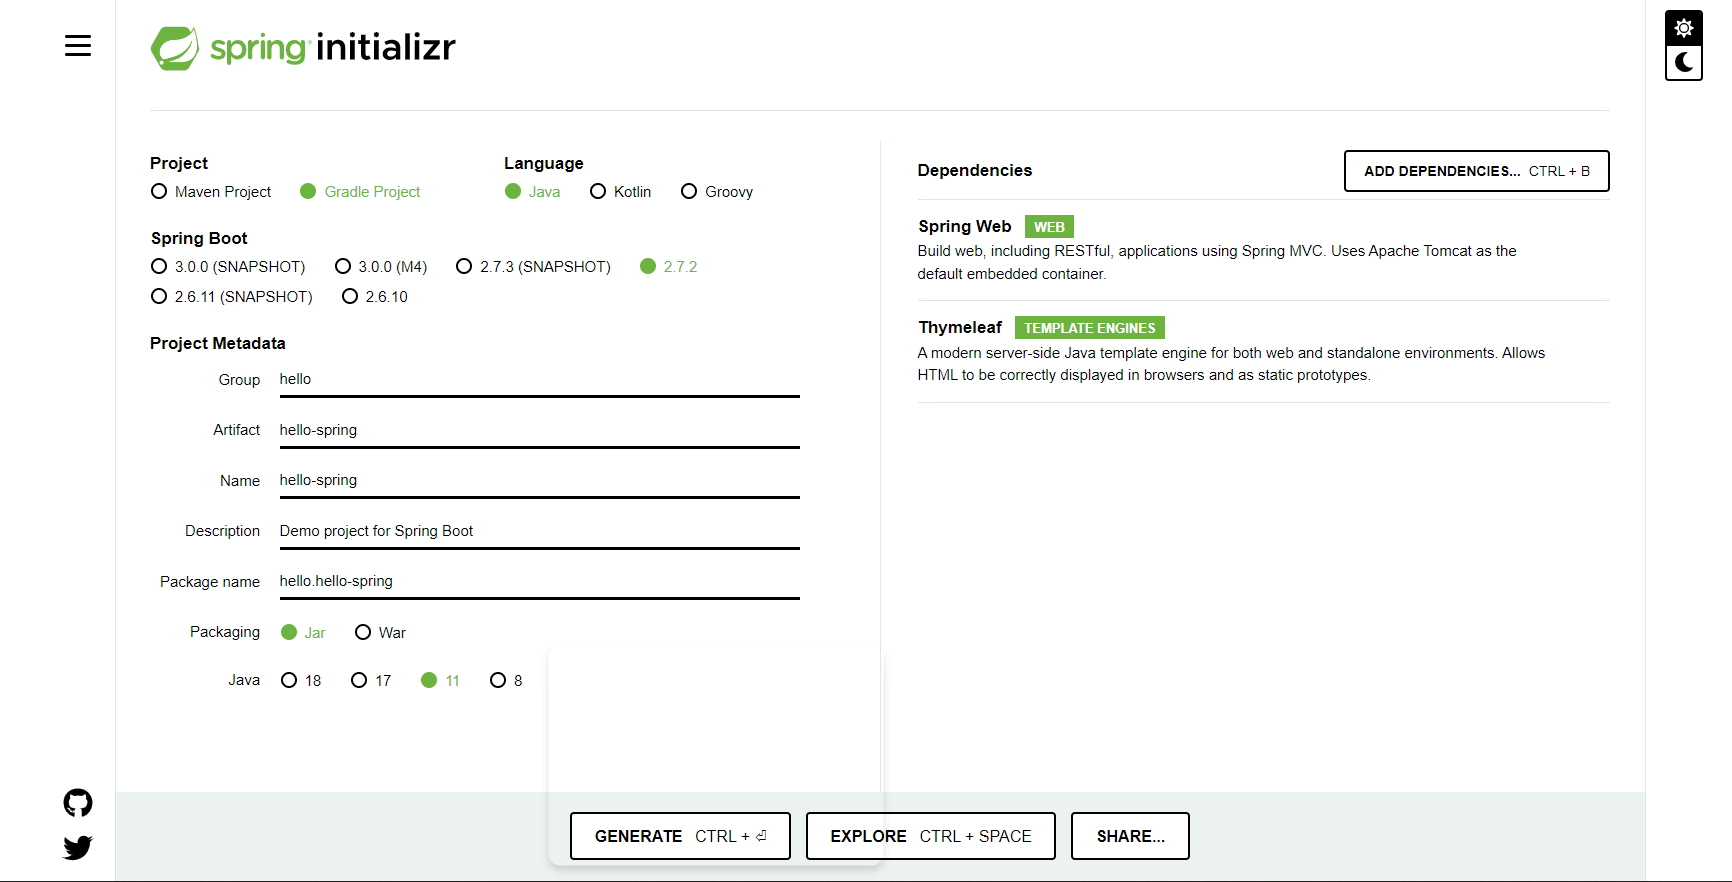 spring initializr
Project
Maven Project Gradle Project
Language
Java Kotlin Groovy
Spring Boot
3.0.0 (SNAPSHOT) 3.0.0 (M4) 2.7.3 (SNAPSHOT) 2.7.2
2.6.11 (SNAPSHOT) 2.6.10
Project Metadata
Group hello
Artifact hello-spring
Name hello-spring
Description Demo project for Spring Boot
Package name hello.hello-spring
Packaging Jar War
Java 18 17 11 8
Dependencies
ADD DEPENDENCIES... CTRL + B
Spring Web WEB
Build web, including RESTful, applications using Spring MVC. Uses Apache Tomcat as the
default embedded container.
Thymeleaf TEMPLATE ENGINES
A modern server-side Java template engine for both web and standalone environments. Allows
HTML to be correctly displayed in browsers and as static prototypes.
GENERATE CTRL + ⏎
EXPLORE CTRL + SPACE
SHARE...